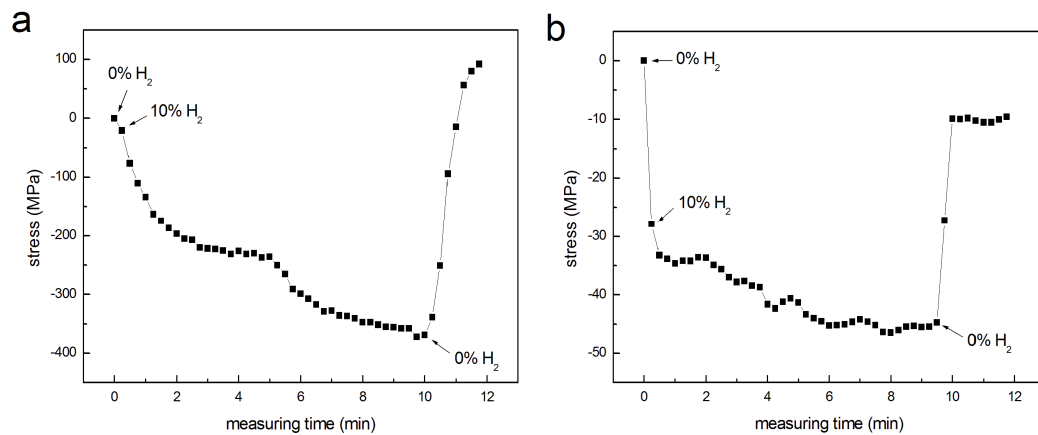 a
100
0
-100
-200
-300
-400
0 2 4 6 8 10 12
stress (MPa)
measuring time (min)
0% H₂
10% H₂
0% H₂
b
0
-10
-20
-30
-40
-50
0 2 4 6 8 10 12
stress (MPa)
measuring time (min)
0% H₂
10% H₂
0% H₂